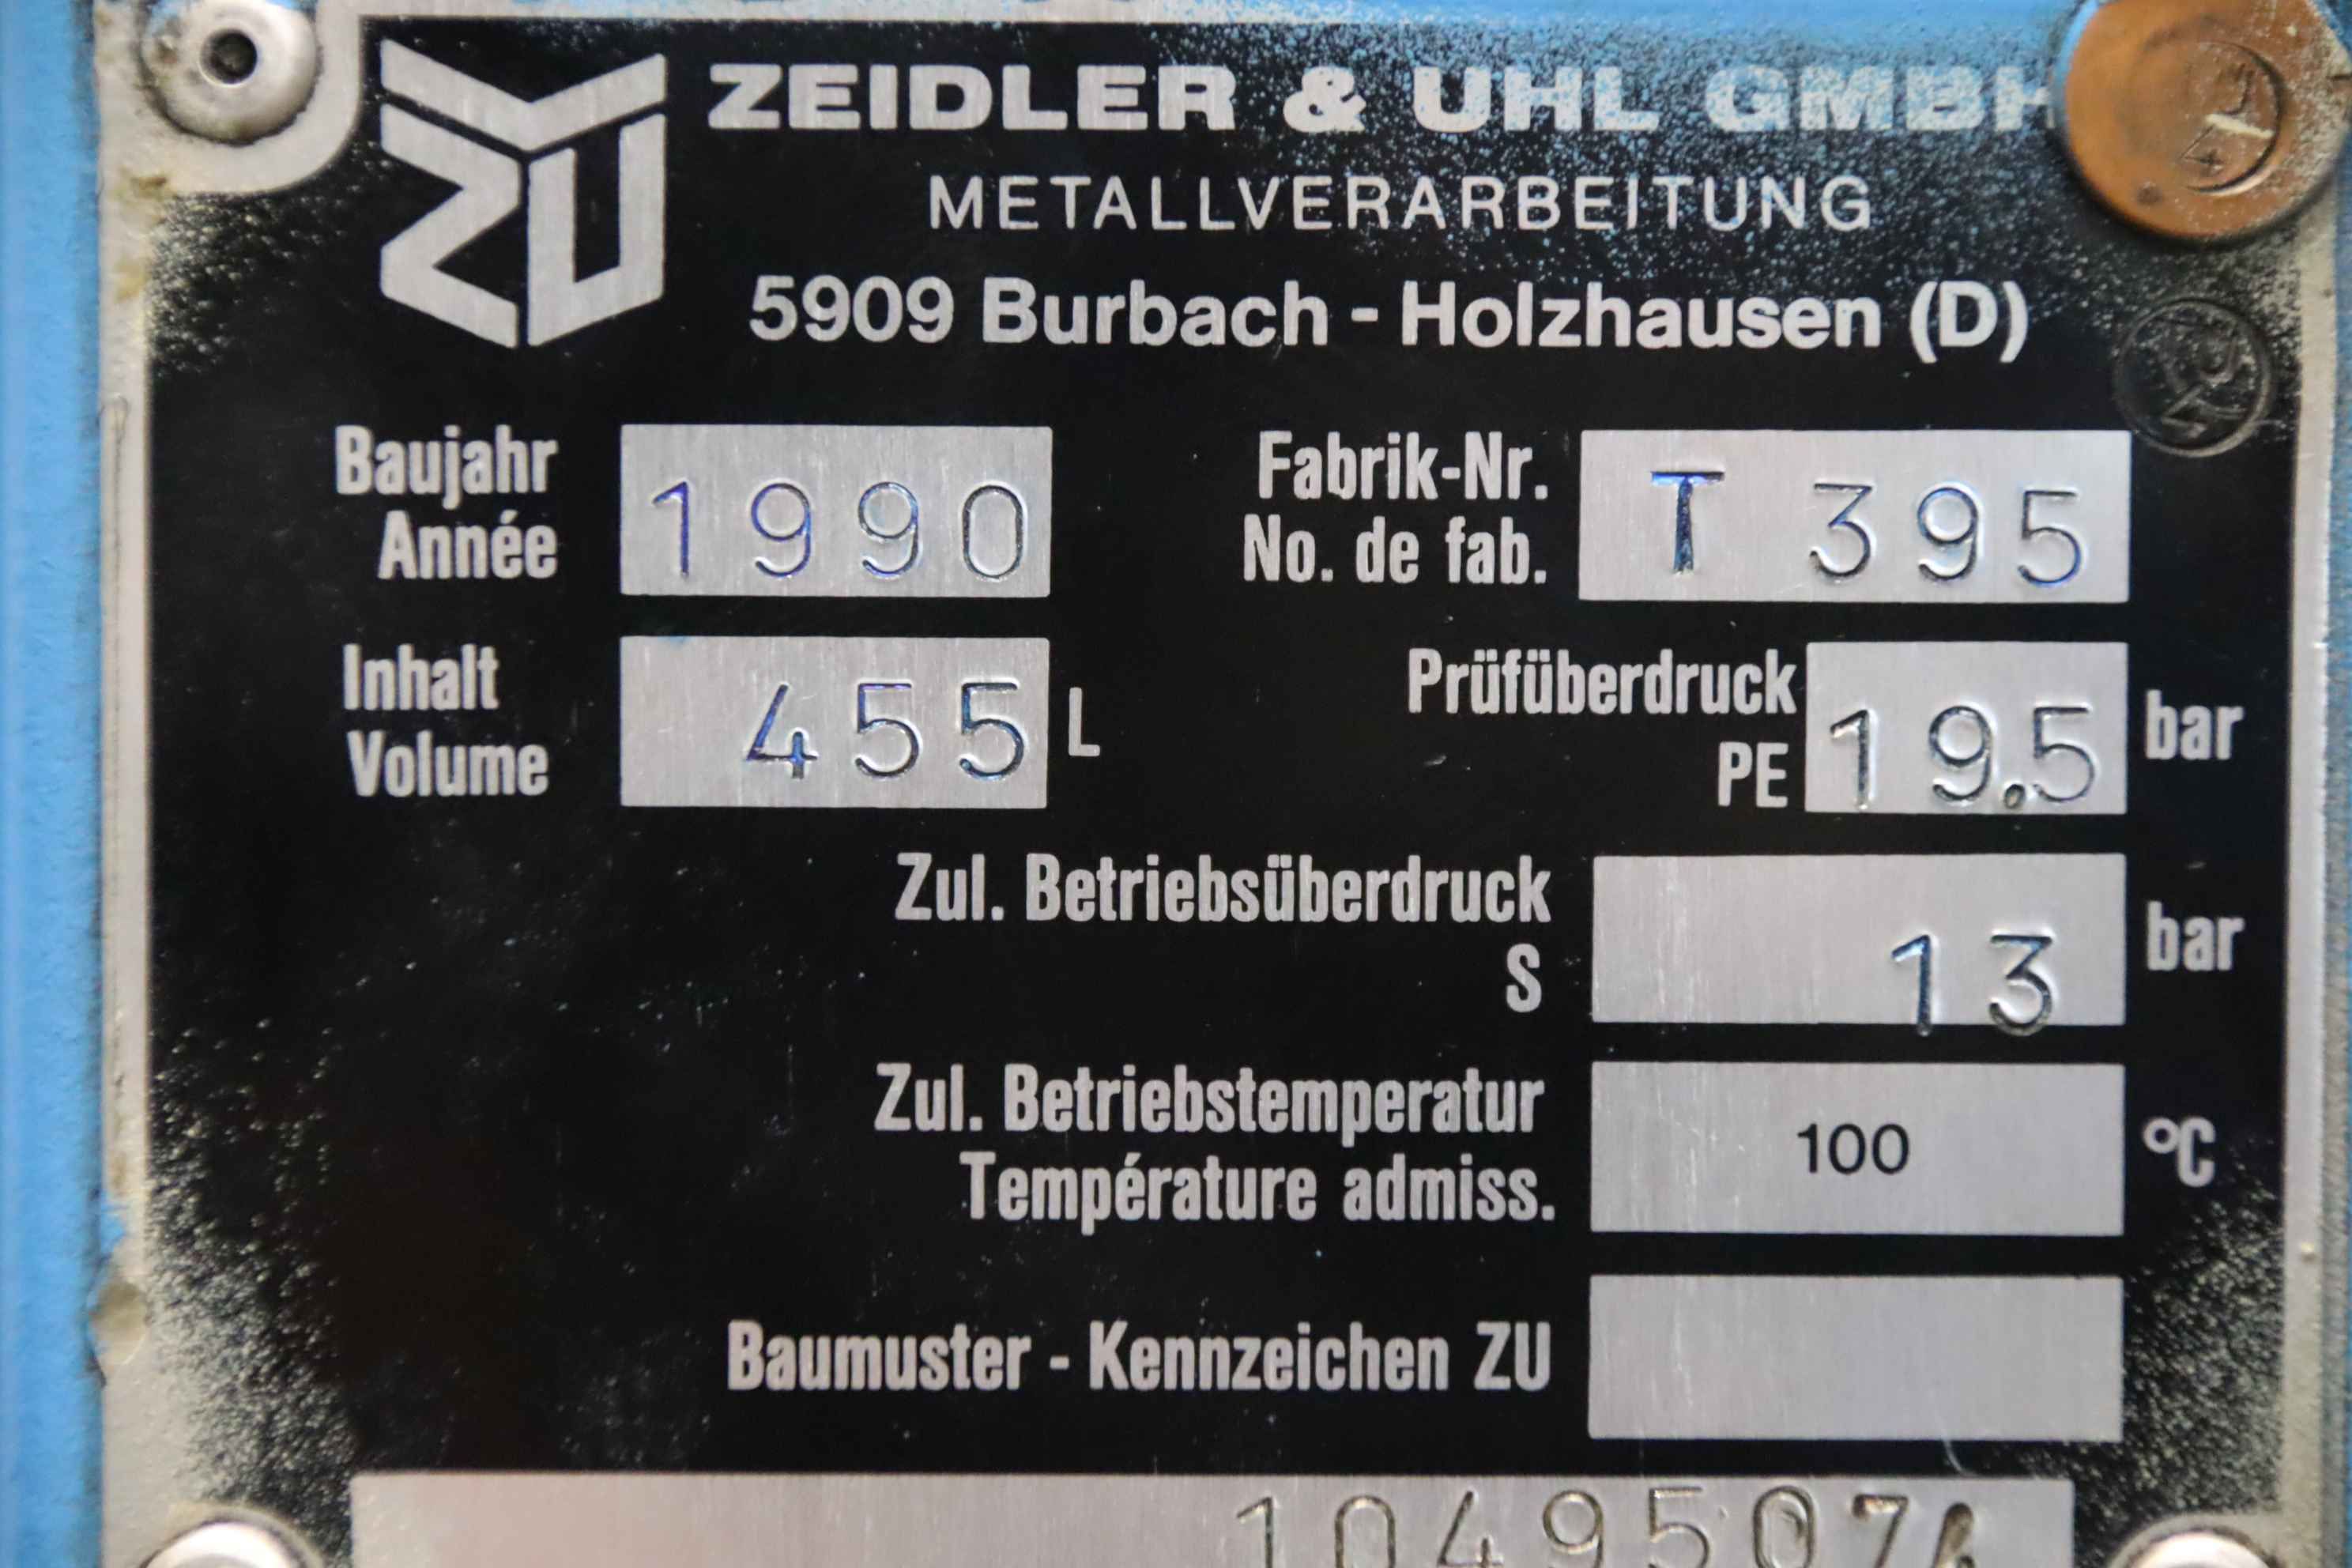 ZU
ZEIDLER & UHL GMBH
METALLVERARBEITUNG
5909 Burbach - Holzhausen (D)
Baujahr
Année
1990
Fabrik-Nr.
No. de fab.
T 395
Inhalt
Volume
455 L
Prüfüberdruck
PE
19.5 bar
Zul. Betriebsüberdruck
S
13 bar
Zul. Betriebstemperatur
Température admiss.
100 °C
Baumuster - Kennzeichen ZU